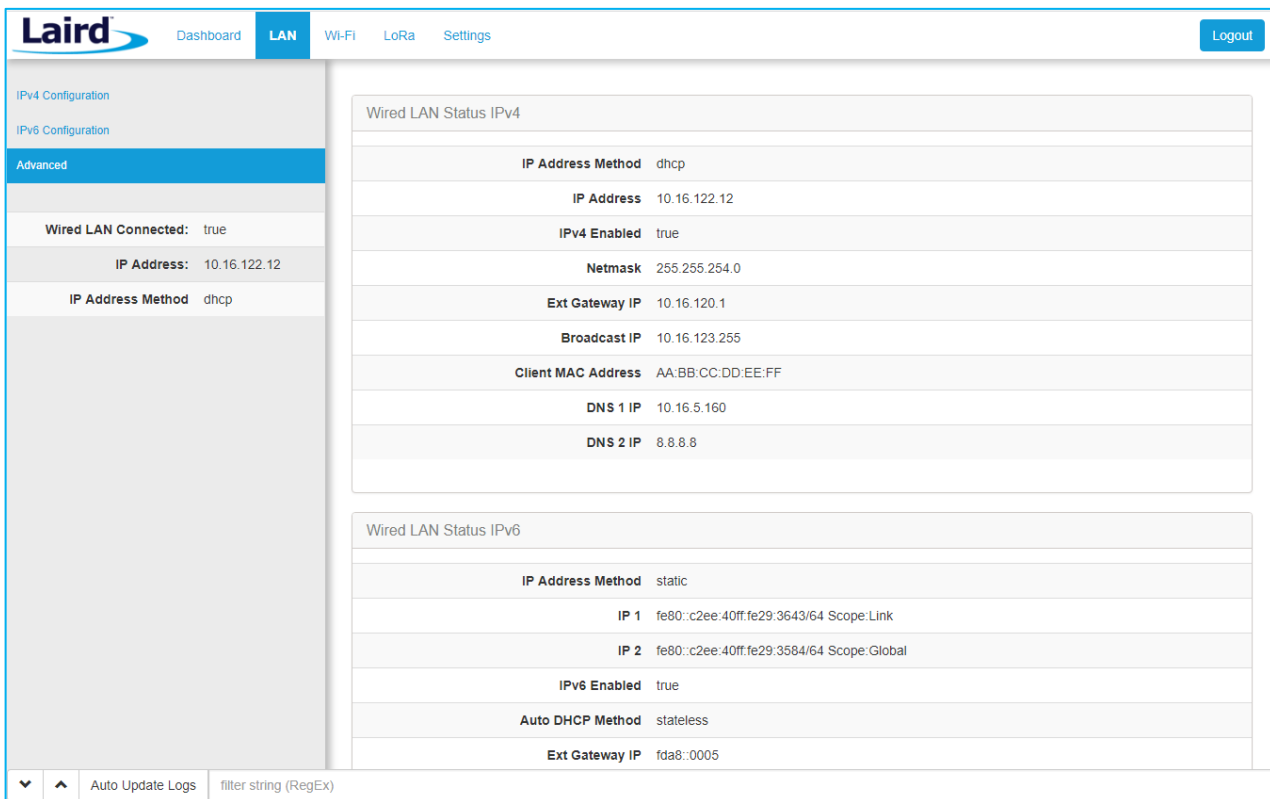 Laird
Dashboard LAN Wi-Fi LoRa Settings Logout
IPv4 Configuration
IPv6 Configuration
Advanced
Wired LAN Connected: true
IP Address: 10.16.122.12
IP Address Method dhcp
Wired LAN Status IPv4
IP Address Method dhcp
IP Address 10.16.122.12
IPv4 Enabled true
Netmask 255.255.254.0
Ext Gateway IP 10.16.120.1
Broadcast IP 10.16.123.255
Client MAC Address AA:BB:CC:DD:EE:FF
DNS 1 IP 10.16.5.160
DNS 2 IP 8.8.8.8
Wired LAN Status IPv6
IP Address Method static
IP 1 fe80::c2ee:40ff:fe29:3643/64 Scope:Link
IP 2 fe80::c2ee:40ff:fe29:3584/64 Scope:Global
IPv6 Enabled true
Auto DHCP Method stateless
Ext Gateway IP fda8::0005
Auto Update Logs filter string (RegEx)